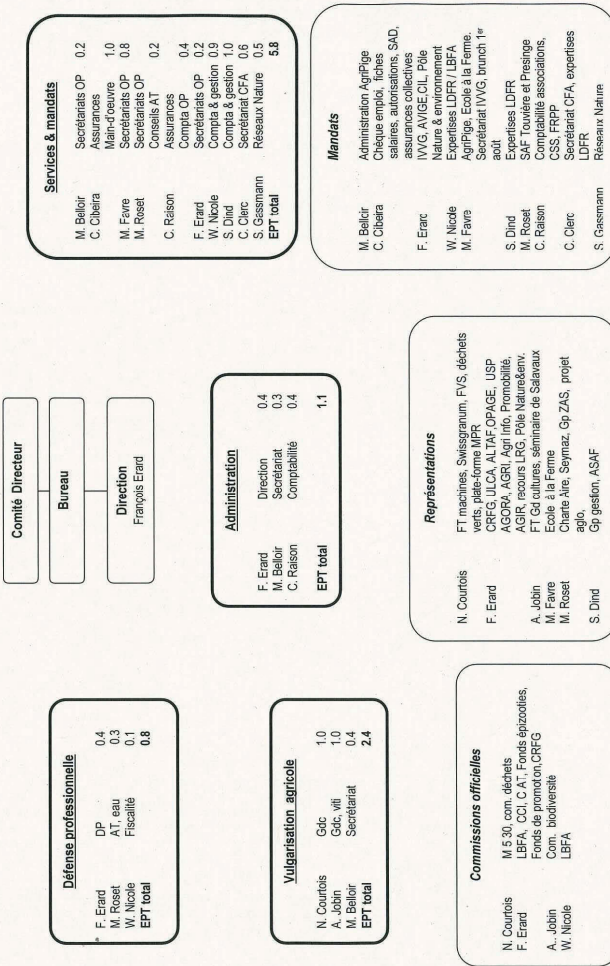 Comité Directeur
Bureau
Direction
François Erard
Défense professionnelle
F. Erard DP 0.4
M. Roset AT, eau 0.3
W. Nicole Fiscalité 0.1
EPT total 0.8
Administration
F. Erard Direction 0.4
M. Belloir Secrétariat 0.3
C. Raison Comptabilité 0.4
EPT total 1.1
Services & mandats
M. Belloir Secrétariats OP 0.2
C. Cibeira Assurances
Main-d'oeuvre 1.0
M. Favre Secrétariats OP 0.8
M. Roset Secrétariats OP
Conseils AT 0.2
C. Raison Assurances
Compta OP 0.4
F. Erard Secrétariats OP 0.2
W. Nicole Compta & gestion 0.9
S. Dind Compta & gestion 1.0
C. Clerc Secrétariat CFA 0.6
S. Gassmann Réseaux Nature 0.5
EPT total 5.8
Vulgarisation agricole
N. Courtois Gdc 1.0
A. Jobin Gdc, viti 1.0
M. Belloir Secrétariat 0.4
EPT total 2.4
Commissions officielles
N. Courtois M 5 30, com. déchets
F. Erard LBFA, CCI, C AT, Fonds épizooties,
Fonds de promoton,CRFG
A.. Jobin Com. biodiversité
W. Nicole LBFA
Représentations
N. Courtois FT machines, Swissgranum, FVS, déchets
verts, plate-forme MPR
F. Erard CRFG, ULCA, ALTAF,OPAGE, USP
AGORA, AGRI, Agri Info, Promobilité,
AGIR, recours LRG, Pôle Nature&env.
A. Jobin FT Gd cultures, séminaire de Salavaux
M. Favre Ecole à la Ferme
M. Roset Charte Aire, Seymaz, Gp ZAS, projet
aglo,
S. Dind Gp gestion, ASAF
Mandats
M. Belloir Administration AgriPige
C. Cibeira Chèque emploi, fiches
salaires, autorisations, SAD,
assurances collectives
F. Erarc IVVG, AVIGE,CIL, Pôle
Nature & environnement
W. Nicole Expertises LDFR / LBFA
M. Favre AgriPige, Ecole à la Ferme.
Secrétariat IVVG, brunch 1er
août
S. Dind Expertises LDFR
M. Roset SAF Touvière et Presinge
C. Raison Comptabilité associations,
CSS, FRPP
C. Clerc Secrétariat CFA, expertises
LDFR
S. Gassmann Réseaux Nature